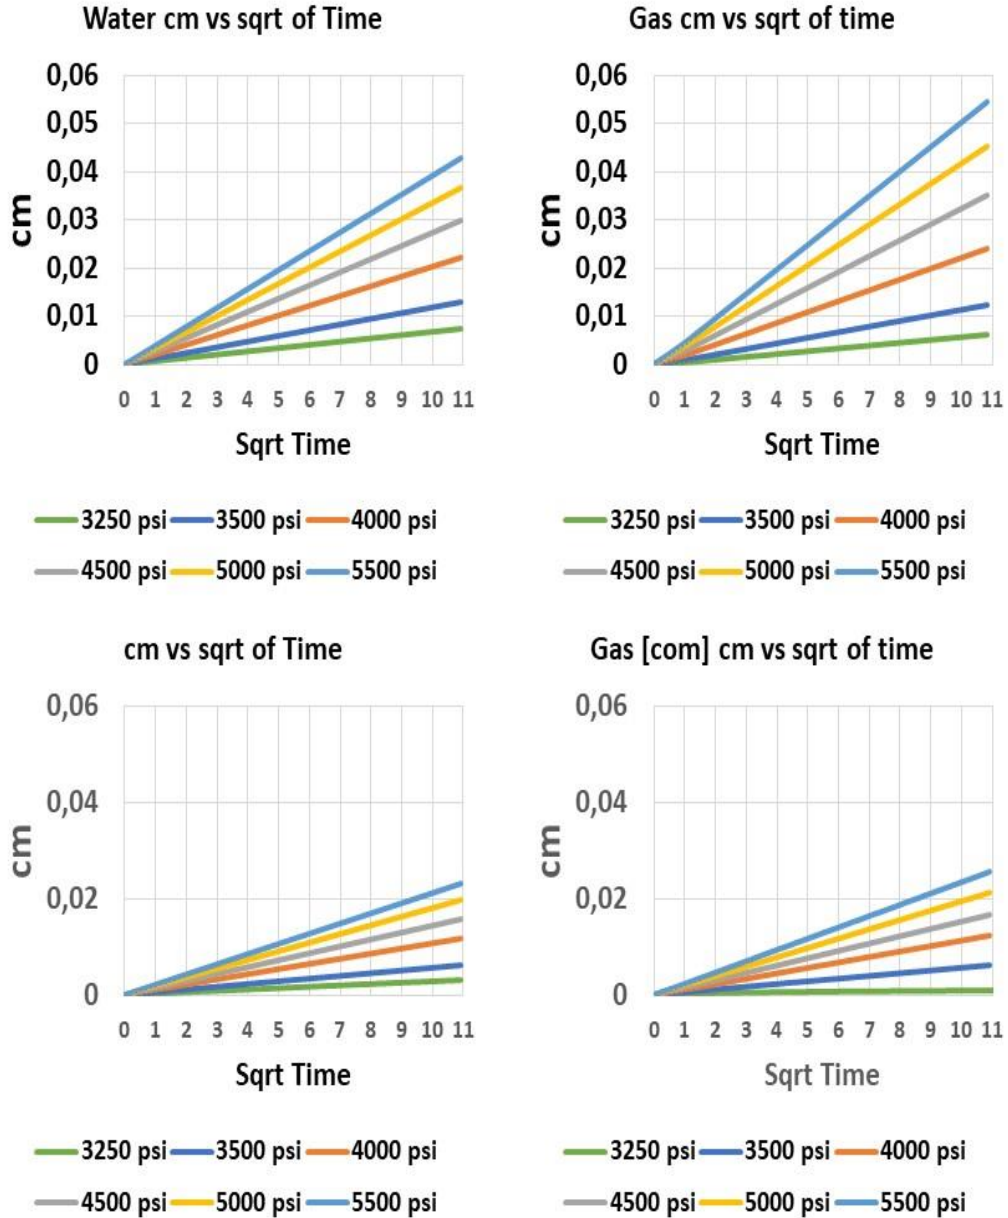 Water cm vs sqrt of Time
0,06
0,05
0,04
0,03
0,02
0,01
0
cm
0 1 2 3 4 5 6 7 8 9 10 11
Sqrt Time
3250 psi 3500 psi 4000 psi
4500 psi 5000 psi 5500 psi
Gas cm vs sqrt of time
0,06
0,05
0,04
0,03
0,02
0,01
0
cm
0 1 2 3 4 5 6 7 8 9 10 11
Sqrt Time
3250 psi 3500 psi 4000 psi
4500 psi 5000 psi 5500 psi
cm vs sqrt of Time
0,06
0,04
0,02
0
cm
0 1 2 3 4 5 6 7 8 9 10 11
Sqrt Time
3250 psi 3500 psi 4000 psi
4500 psi 5000 psi 5500 psi
Gas [com] cm vs sqrt of time
0,06
0,04
0,02
0
cm
0 1 2 3 4 5 6 7 8 9 10 11
Sqrt Time
3250 psi 3500 psi 4000 psi
4500 psi 5000 psi 5500 psi